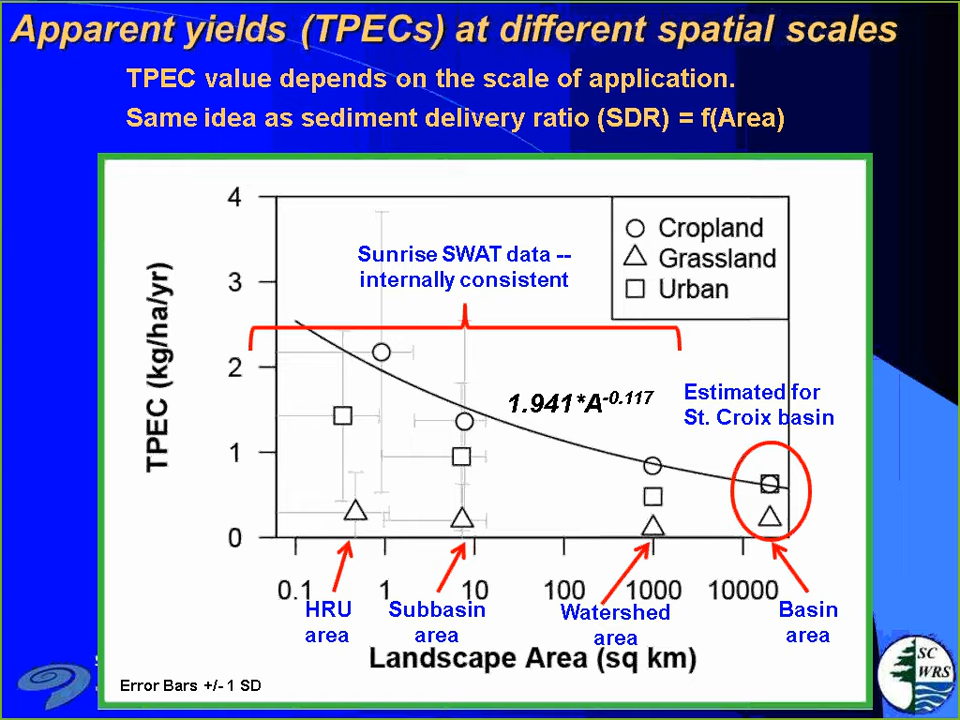 Apparent yields (TPECs) at different spatial scales
TPEC value depends on the scale of application.
Same idea as sediment delivery ratio (SDR) = f(Area)
TPEC (kg/ha/yr)
4
3
2
1
0
Cropland
Grassland
Urban
Sunrise SWAT data --
internally consistent
1.941*A^-0.117
Estimated for
St. Croix basin
0.1 1 10 100 1000 10000
HRU
area
Subbasin
area
Watershed
area
Basin
area
Landscape Area (sq km)
Error Bars +/- 1 SD
SC
WRS